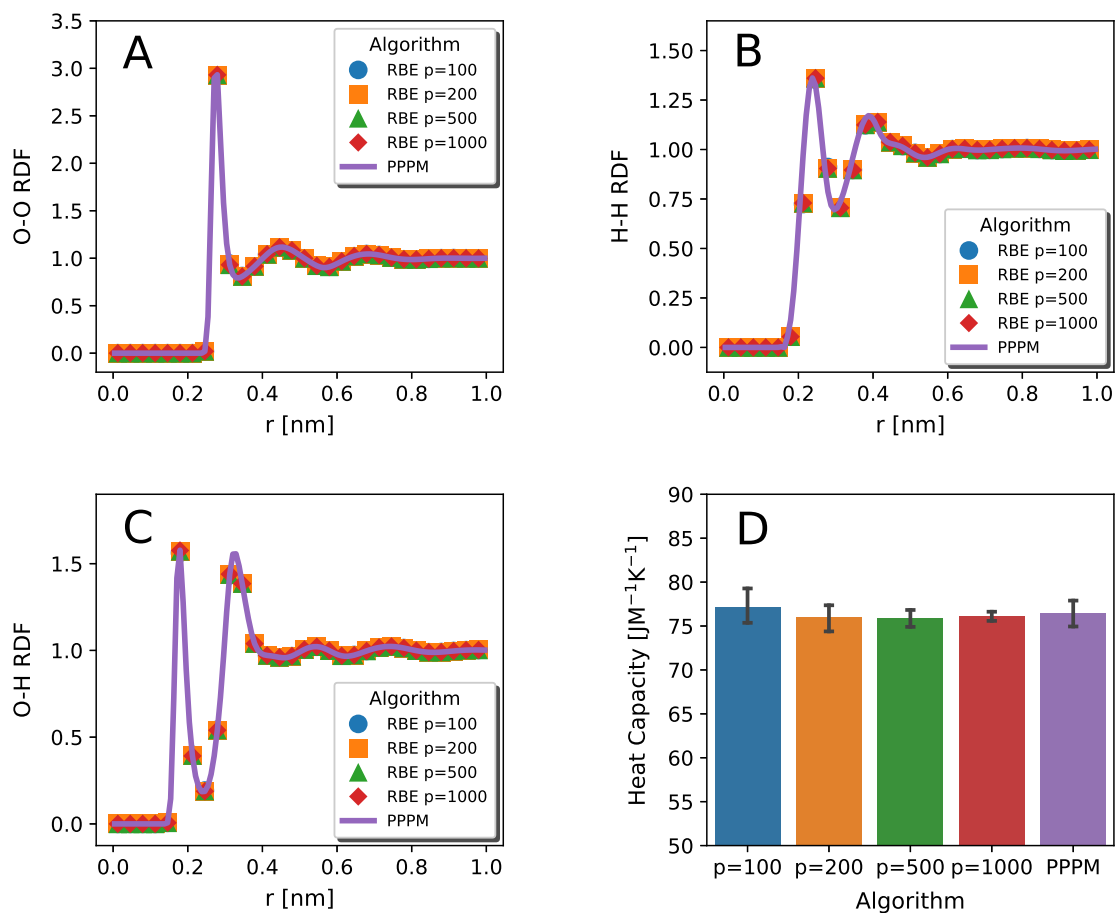 A
3.5
3.0
2.5
2.0
1.5
1.0
0.5
0.0
O-O RDF
0.0 0.2 0.4 0.6 0.8 1.0
r [nm]
Algorithm
RBE p=100
RBE p=200
RBE p=500
RBE p=1000
PPPM
B
1.50
1.25
1.00
0.75
0.50
0.25
0.00
H-H RDF
0.0 0.2 0.4 0.6 0.8 1.0
r [nm]
Algorithm
RBE p=100
RBE p=200
RBE p=500
RBE p=1000
PPPM
C
1.5
1.0
0.5
0.0
O-H RDF
0.0 0.2 0.4 0.6 0.8 1.0
r [nm]
Algorithm
RBE p=100
RBE p=200
RBE p=500
RBE p=1000
PPPM
D
90
85
80
75
70
65
60
55
50
Heat Capacity [JM⁻¹K⁻¹]
p=100 p=200 p=500 p=1000 PPPM
Algorithm